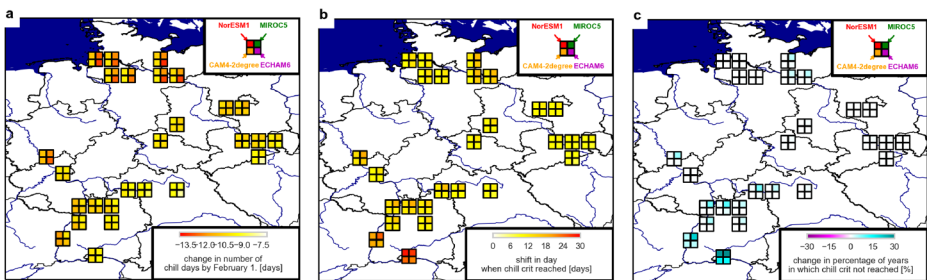 a
NorESM1 MIROC5
CAM4-2degree ECHAM6
−13.5−12.0−10.5−9.0 −7.5
change in number of
chill days by February 1. [days]
b
NorESM1 MIROC5
CAM4-2degree ECHAM6
0 6 12 18 24 30
shift in day
when chill crit reached [days]
c
NorESM1 MIROC5
CAM4-2degree ECHAM6
−30 −15 0 15 30
change in percentage of years
in which chill crit not reached [%]